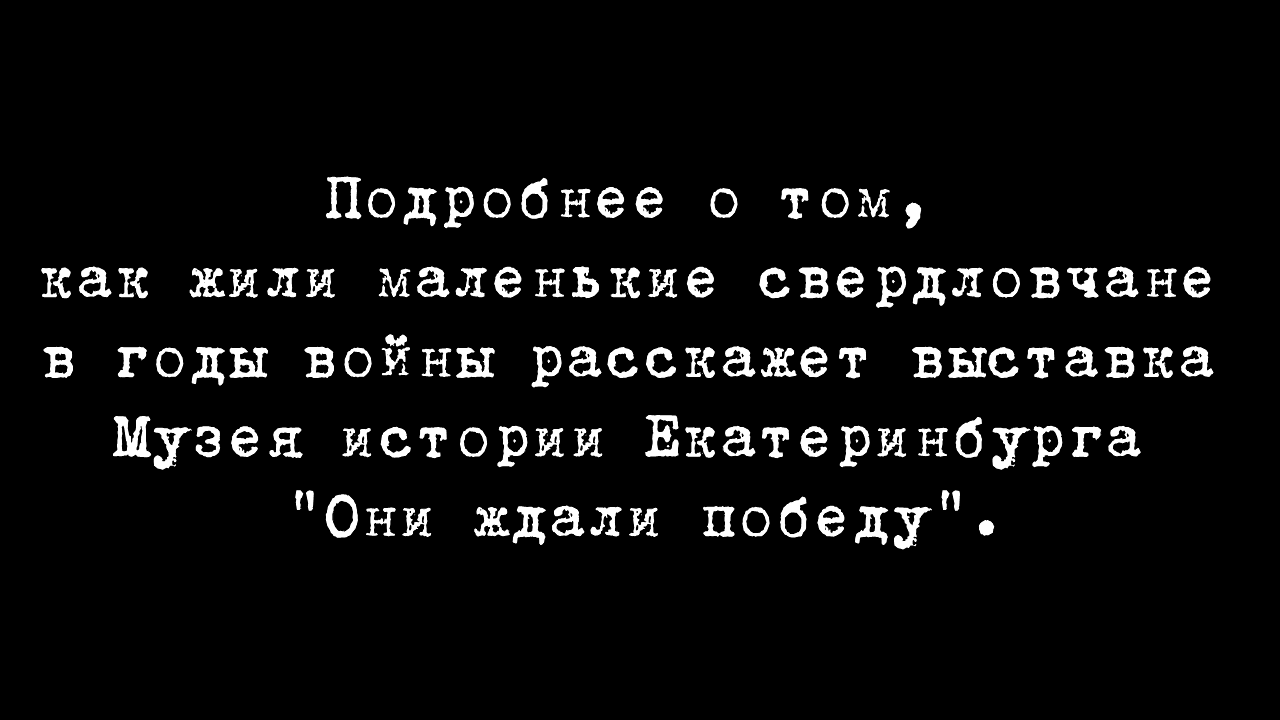 Подробнее о том,
как жили маленькие свердловчане
в годы войны расскажет выставка
Музея истории Екатеринбурга
"Они ждали победу".